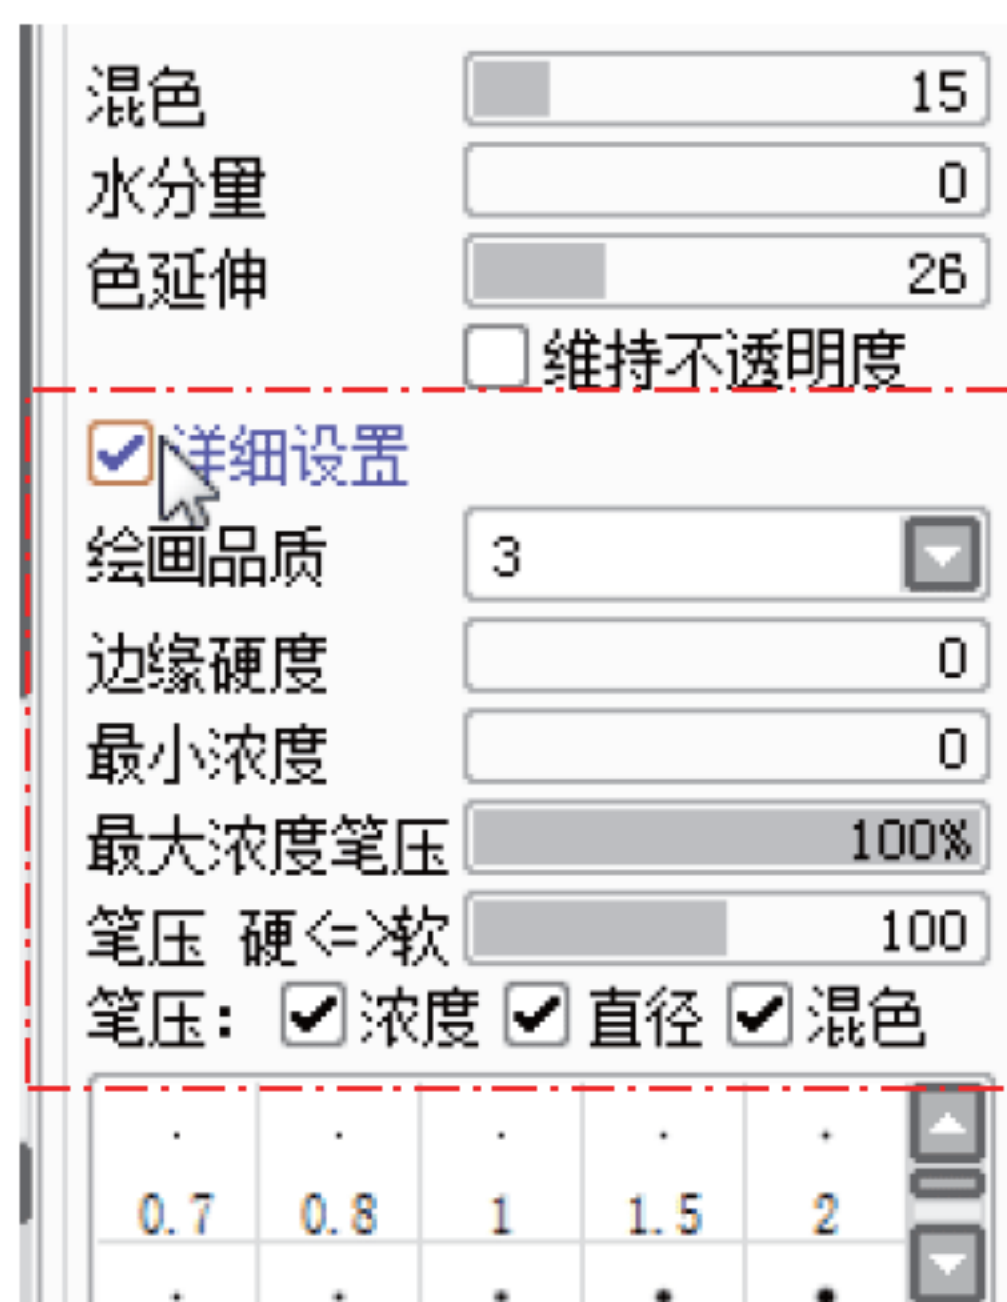 混色 15
水分量 0
色延伸 26
维持不透明度
详细设置
绘画品质 3
边缘硬度 0
最小浓度 0
最大浓度笔压 100%
笔压 硬<=>软 100
笔压: 浓度 直径 混色
0.7 0.8 1 1.5 2